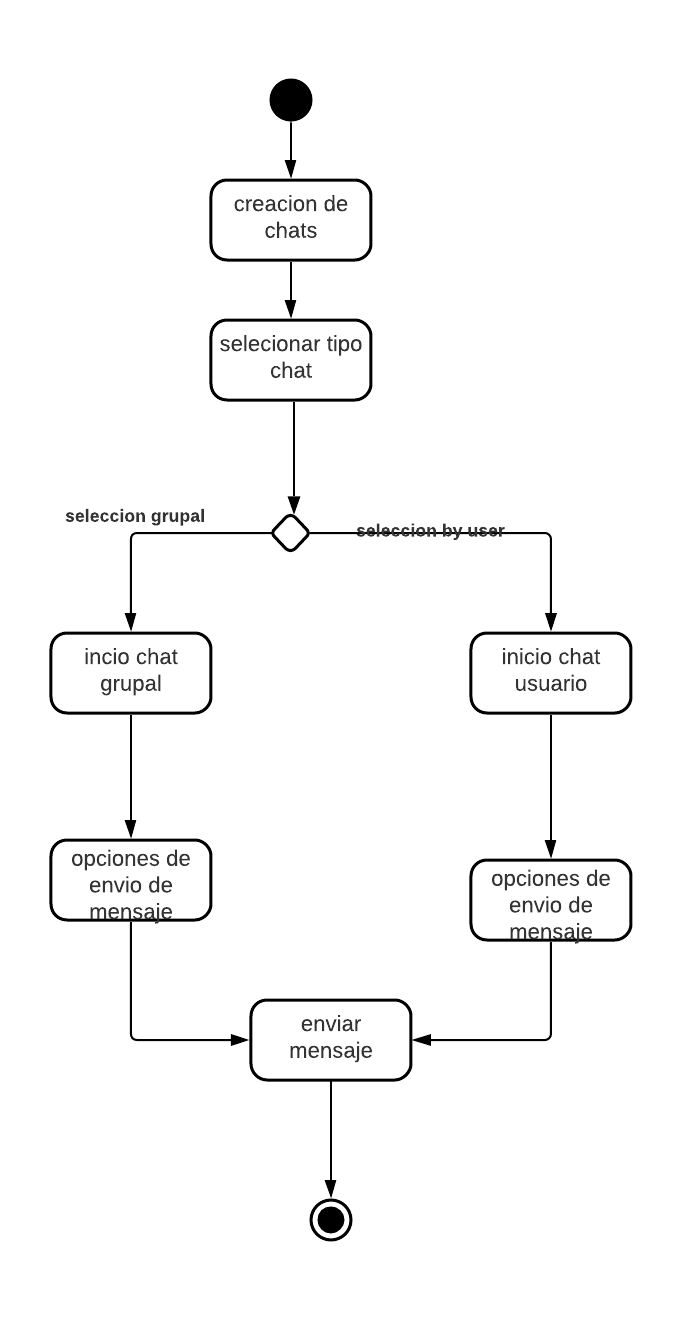 creacion de
chats
selecionar tipo
chat
seleccion grupal
seleccion by user
incio chat
grupal
inicio chat
usuario
opciones de
envio de
mensaje
opciones de
envio de
mensaje
enviar
mensaje